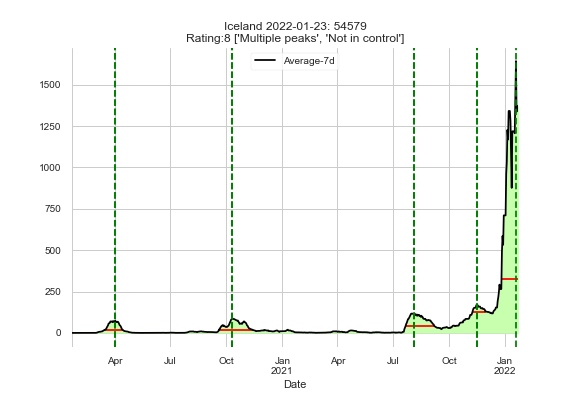 Iceland 2022-01-23: 54579
Rating:8 ['Multiple peaks', 'Not in control']
Average-7d
1500
1250
1000
750
500
250
0
Apr Jul Oct Jan Apr Jul Oct Jan
2021 2022
Date